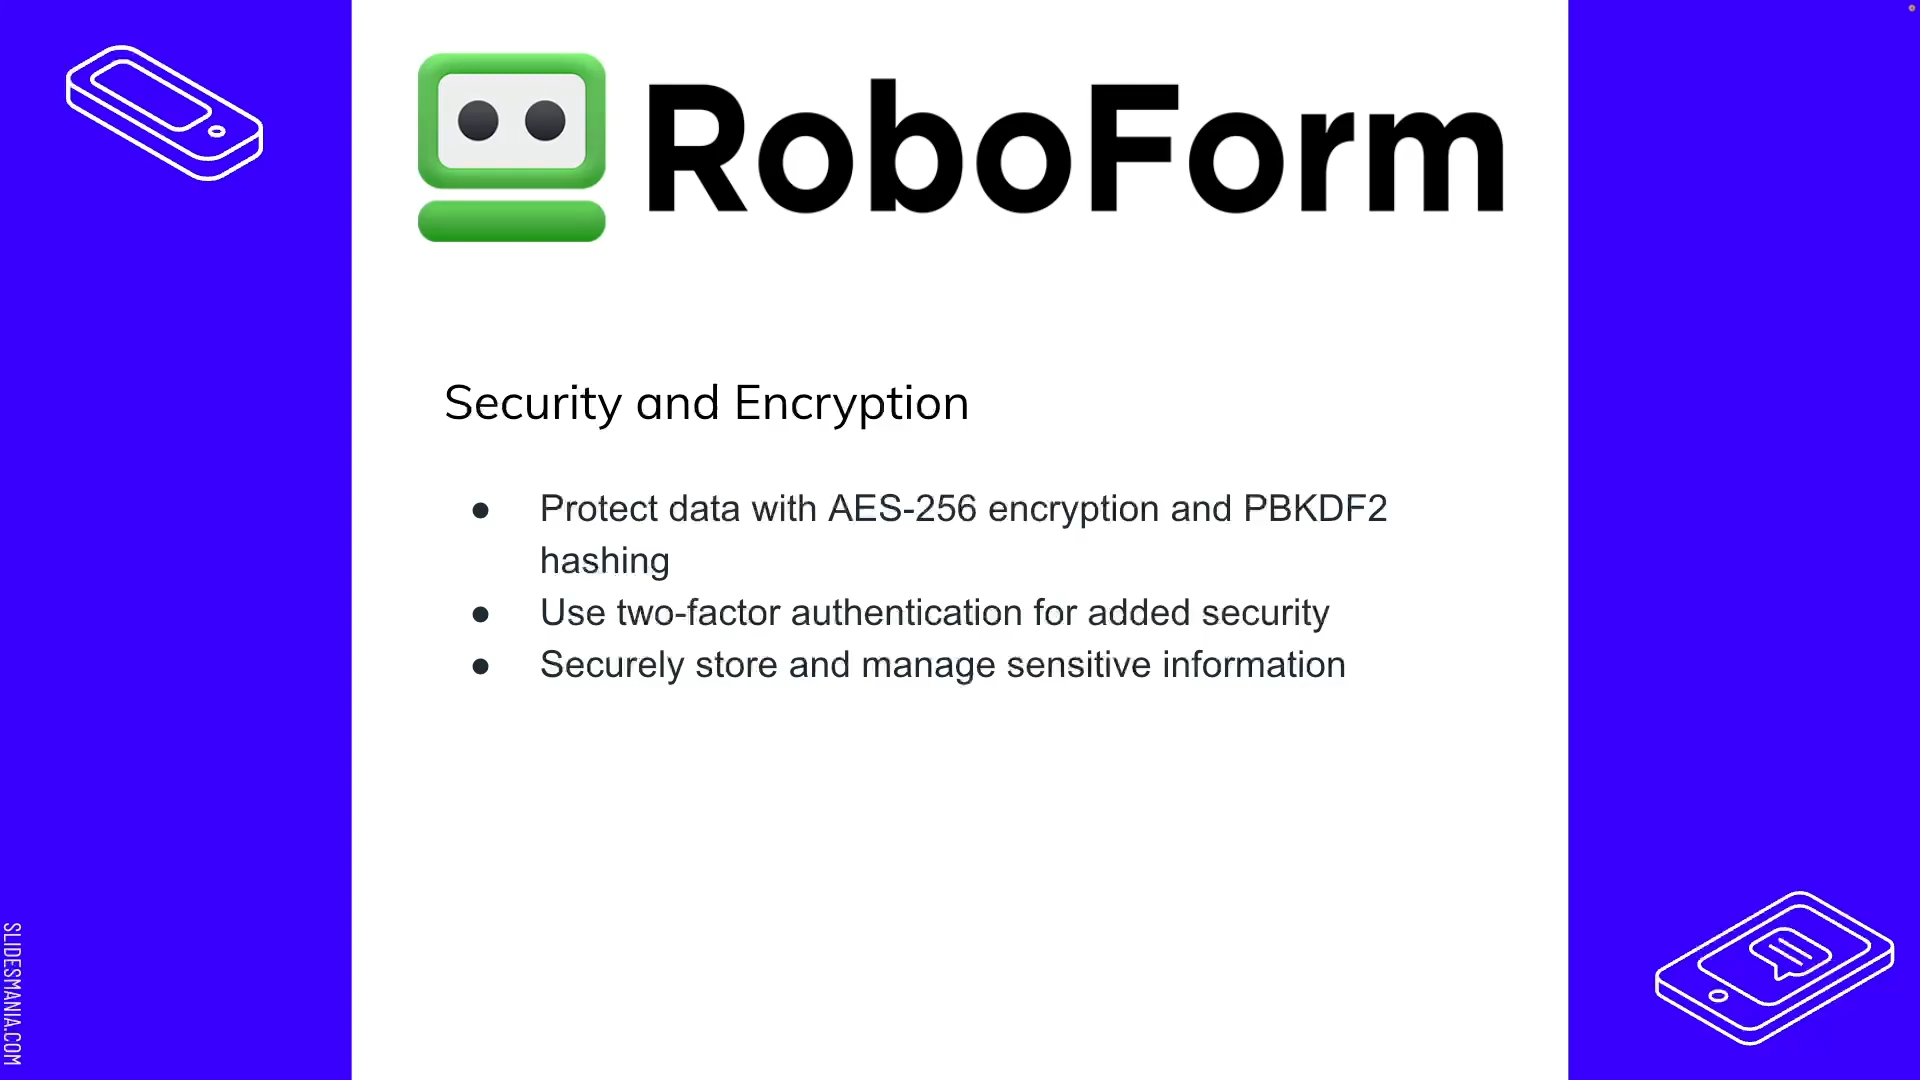 RoboForm
Security and Encryption
● Protect data with AES-256 encryption and PBKDF2
hashing
● Use two-factor authentication for added security
● Securely store and manage sensitive information
SLIDESMANIA.COM